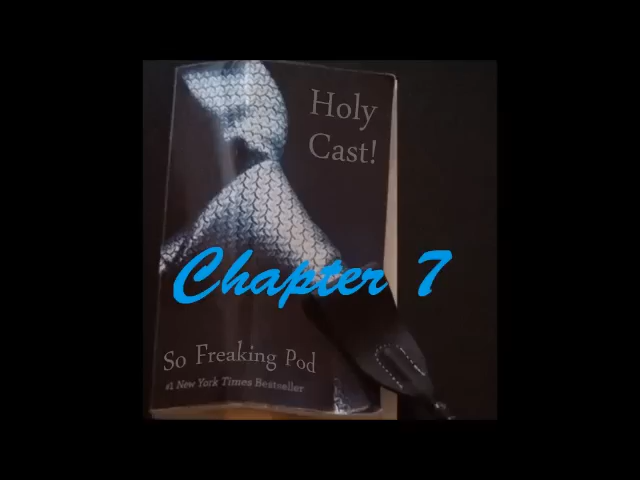 Holy
Cast!
Chapter 7
So Freaking Pod
#1 New York Times Bestseller